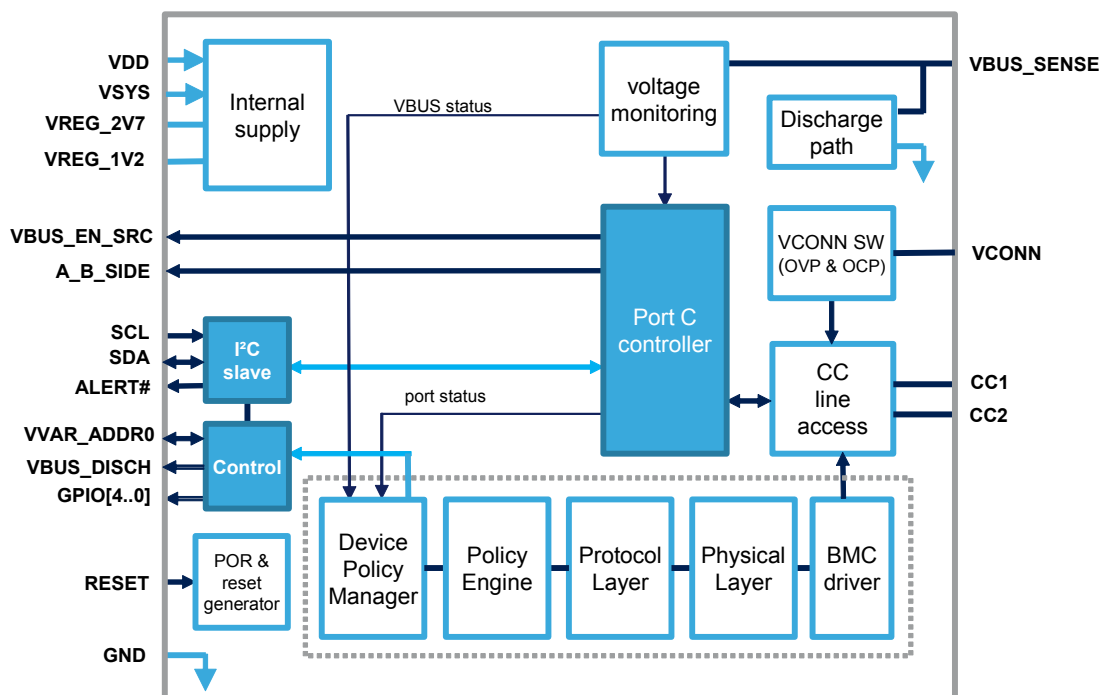 VDD
VSYS
VREG_2V7
VREG_1V2
Internal
supply
VBUS status
voltage
monitoring
VBUS_SENSE
Discharge
path
VBUS_EN_SRC
A_B_SIDE
Port C
controller
VCONN SW
(OVP & OCP)
VCONN
SCL
SDA
ALERT#
I²C
slave
port status
CC
line
access
CC1
CC2
VVAR_ADDR0
VBUS_DISCH
GPIO[4..0]
Control
RESET
POR &
reset
generator
Device
Policy
Manager
Policy
Engine
Protocol
Layer
Physical
Layer
BMC
driver
GND